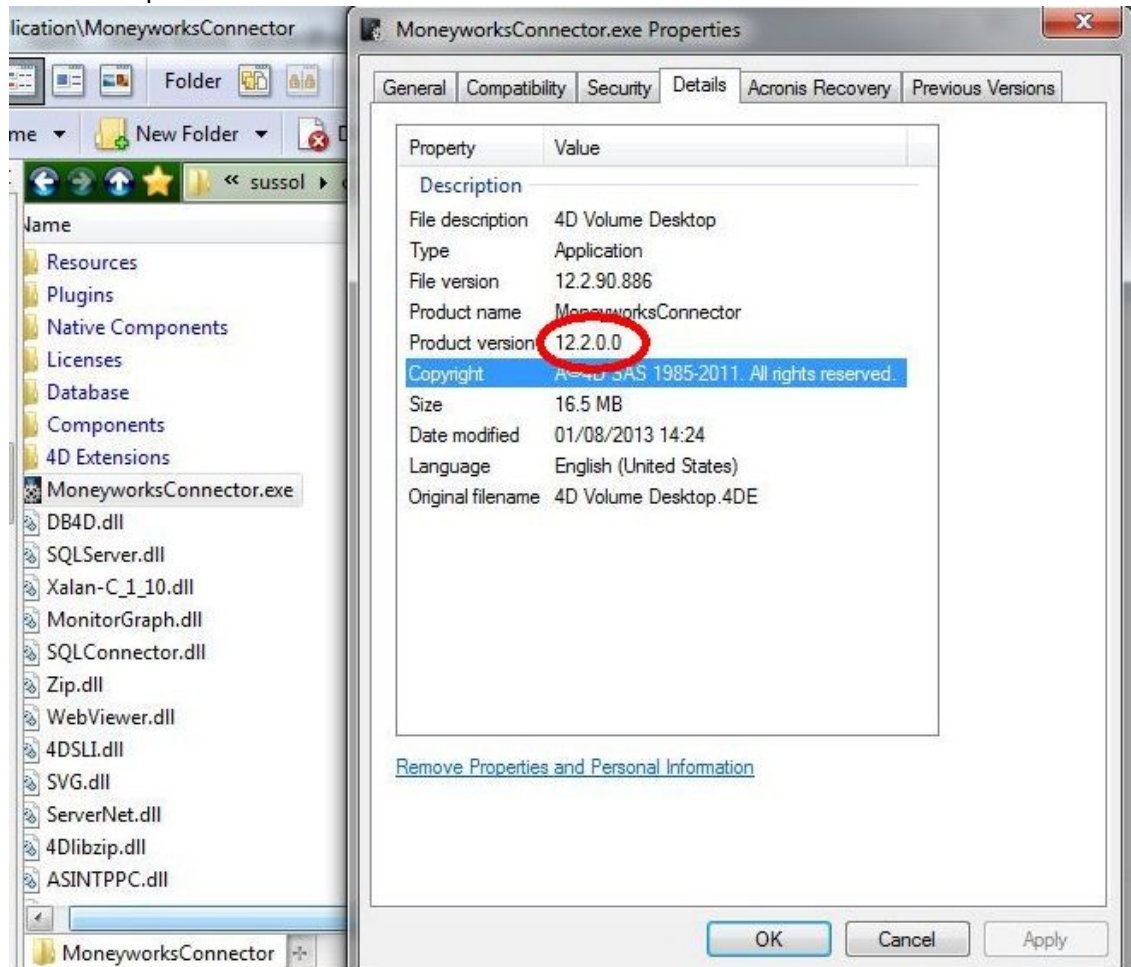 lication\MoneyworksConnector
Folder
me
New Folder
D
« sussol
Name
Resources
Plugins
Native Components
Licenses
Database
Components
4D Extensions
MoneyworksConnector.exe
DB4D.dll
SQLServer.dll
Xalan-C_1_10.dll
MonitorGraph.dll
SQLConnector.dll
Zip.dll
WebViewer.dll
4DSLI.dll
SVG.dll
ServerNet.dll
4Dlibzip.dll
ASINTPPC.dll
MoneyworksConnector
MoneyworksConnector.exe Properties
General Compatibility Security Details Acronis Recovery Previous Versions
Property Value
Description
File description 4D Volume Desktop
Type Application
File version 12.2.90.886
Product name MoneyworksConnector
Product version 12.2.0.0
Copyright A©4D SAS 1985-2011. All rights reserved.
Size 16.5 MB
Date modified 01/08/2013 14:24
Language English (United States)
Original filename 4D Volume Desktop.4DE
Remove Properties and Personal Information
OK Cancel Apply